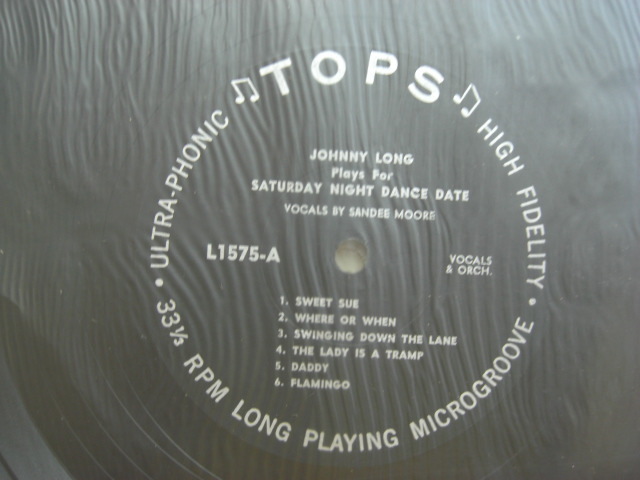 TOPS
ULTRA-PHONIC
HIGH FIDELITY
JOHNNY LONG
Plays For
SATURDAY NIGHT DANCE DATE
VOCALS BY SANDEE MOORE
L1575-A
VOCALS
& ORCH.
1. SWEET SUE
2. WHERE OR WHEN
3. SWINGING DOWN THE LANE
4. THE LADY IS A TRAMP
5. DADDY
6. FLAMINGO
33⅓ RPM LONG PLAYING MICROGROOVE